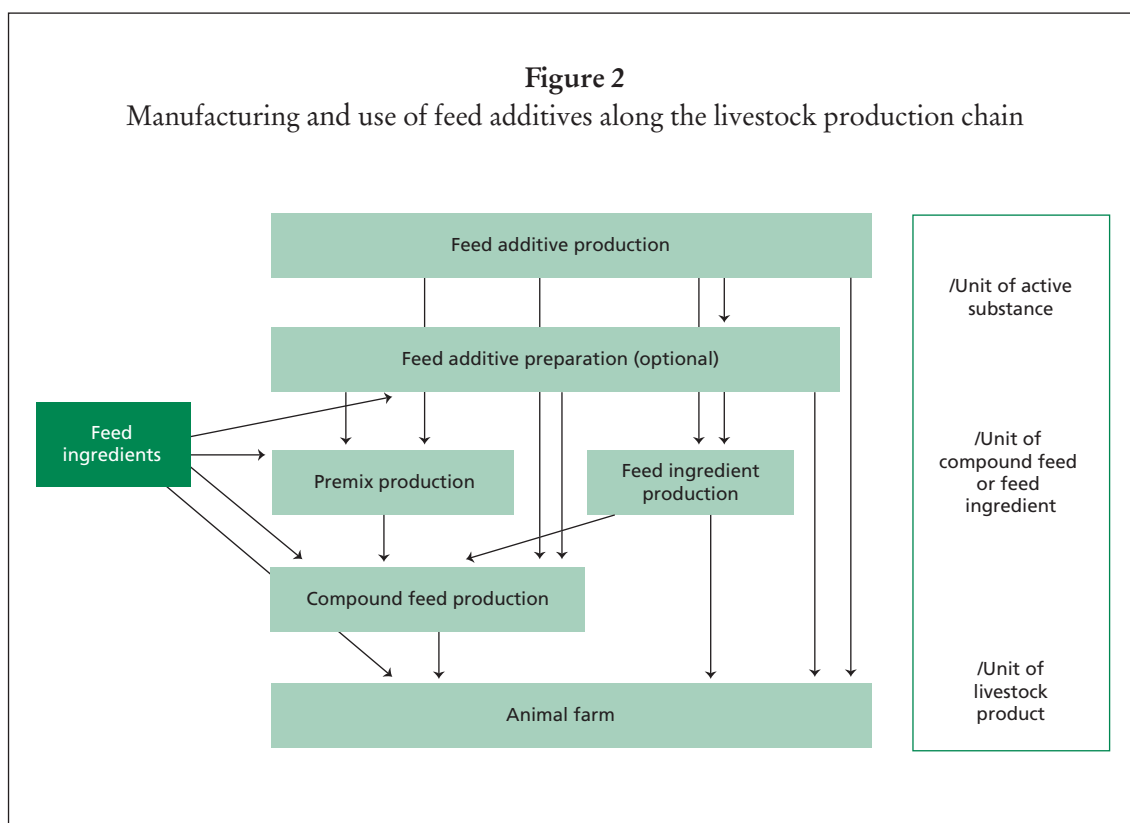 Figure 2
Manufacturing and use of feed additives along the livestock production chain
Feed additive production
/Unit of active
substance
Feed additive preparation (optional)
Feed
ingredients
Premix production
Feed ingredient
production
/Unit of
compound feed
or feed
ingredient
Compound feed production
Animal farm
/Unit of
livestock
product